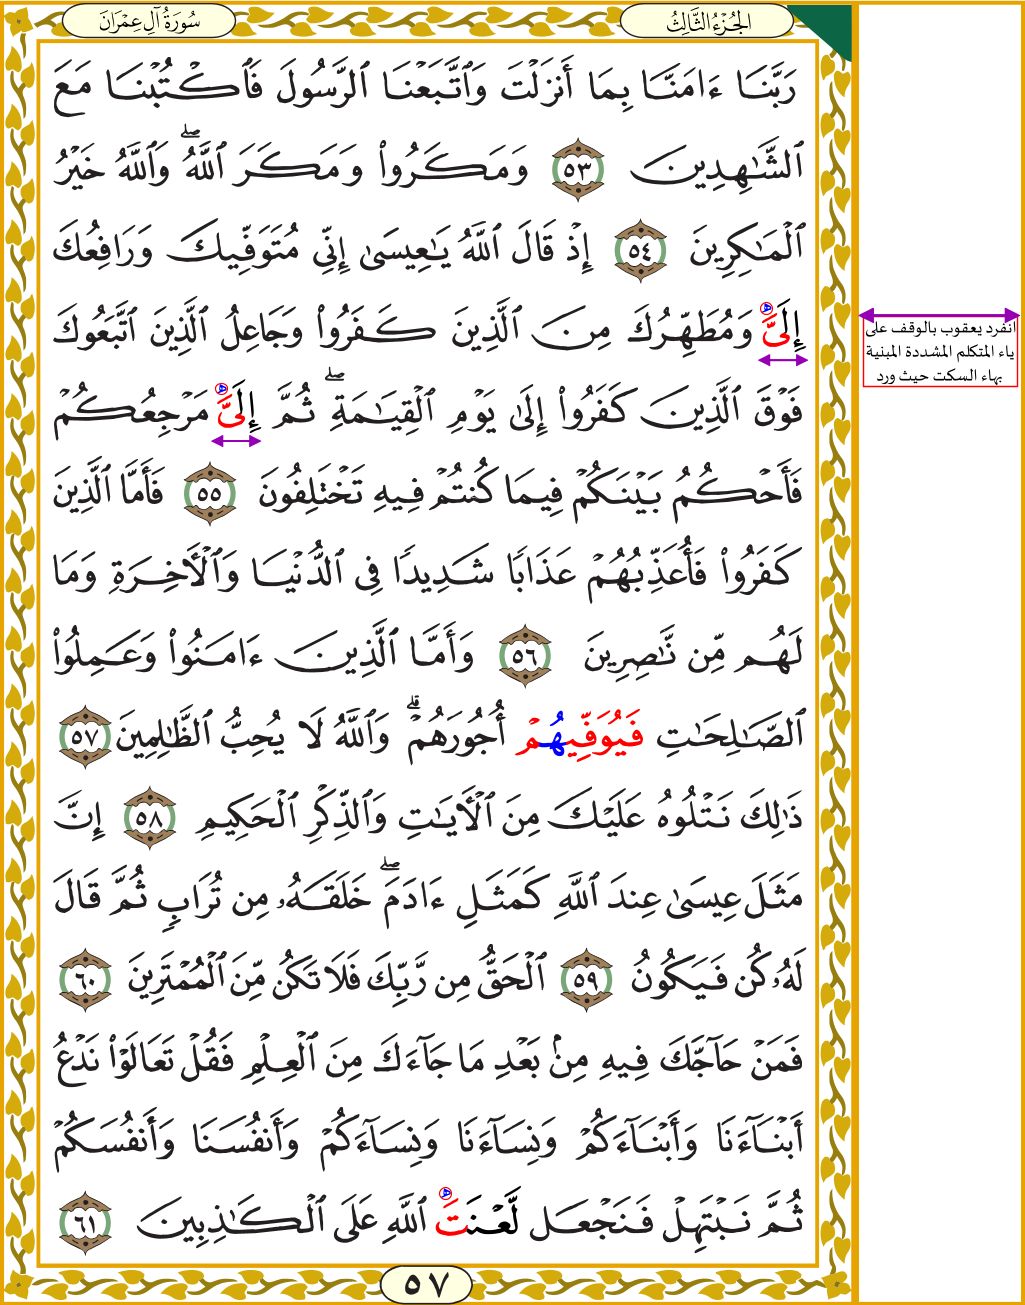 الجُزْءُ الثَّالِثُ
سُورَةُ آلِ عِمْرَانَ
رَبَّنَا ءَامَنَّا بِمَا أَنزَلْتَ وَٱتَّبَعْنَا ٱلرَّسُولَ فَٱكْتُبْنَا مَعَ
ٱلشَّٰهِدِينَ ٥٣ وَمَكَرُوا۟ وَمَكَرَ ٱللَّهُ ۖ وَٱللَّهُ خَيْرُ
ٱلْمَٰكِرِينَ ٥٤ إِذْ قَالَ ٱللَّهُ يَٰعِيسَىٰ إِنِّى مُتَوَفِّيكَ وَرَافِعُكَ
إِلَىَّ وَمُطَهِّرُكَ مِنَ ٱلَّذِينَ كَفَرُوا۟ وَجَاعِلُ ٱلَّذِينَ ٱتَّبَعُوكَ
فَوْقَ ٱلَّذِينَ كَفَرُوٓا۟ إِلَىٰ يَوْمِ ٱلْقِيَٰمَةِ ۖ ثُمَّ إِلَىَّ مَرْجِعُكُمْ
فَأَحْكُمُ بَيْنَكُمْ فِيمَا كُنتُمْ فِيهِ تَخْتَلِفُونَ ٥٥ فَأَمَّا ٱلَّذِينَ
كَفَرُوا۟ فَأُعَذِّبُهُمْ عَذَابًا شَدِيدًا فِى ٱلدُّنْيَا وَٱلْأَخِرَةِ وَمَا
لَهُم مِّن نَّٰصِرِينَ ٥٦ وَأَمَّا ٱلَّذِينَ ءَامَنُوا۟ وَعَمِلُوا۟
ٱلصَّٰلِحَٰتِ فَيُوَفِّيهُمْ أُجُورَهُمْ ۗ وَٱللَّهُ لَا يُحِبُّ ٱلظَّٰلِمِينَ ٥٧
ذَٰلِكَ نَتْلُوهُ عَلَيْكَ مِنَ ٱلْأَيَٰتِ وَٱلذِّكْرِ ٱلْحَكِيمِ ٥٨ إِنَّ
مَثَلَ عِيسَىٰ عِندَ ٱللَّهِ كَمَثَلِ ءَادَمَ ۖ خَلَقَهُۥ مِن تُرَابٍ ثُمَّ قَالَ
لَهُۥ كُن فَيَكُونُ ٥٩ ٱلْحَقُّ مِن رَّبِّكَ فَلَا تَكُن مِّنَ ٱلْمُمْتَرِينَ ٦٠
فَمَنْ حَآجَّكَ فِيهِ مِنۢ بَعْدِ مَا جَآءَكَ مِنَ ٱلْعِلْمِ فَقُلْ تَعَالَوْا۟ نَدْعُ
أَبْنَآءَنَا وَأَبْنَآءَكُمْ وَنِسَآءَنَا وَنِسَآءَكُمْ وَأَنفُسَنَا وَأَنفُسَكُمْ
ثُمَّ نَبْتَهِلْ فَنَجْعَل لَّعْنَتَ ٱللَّهِ عَلَى ٱلْكَٰذِبِينَ ٦١
٥٧
انفرد يعقوب بالوقف على
ياء المتكلم المشددة المبنية
بهاء السكت حيث ورد